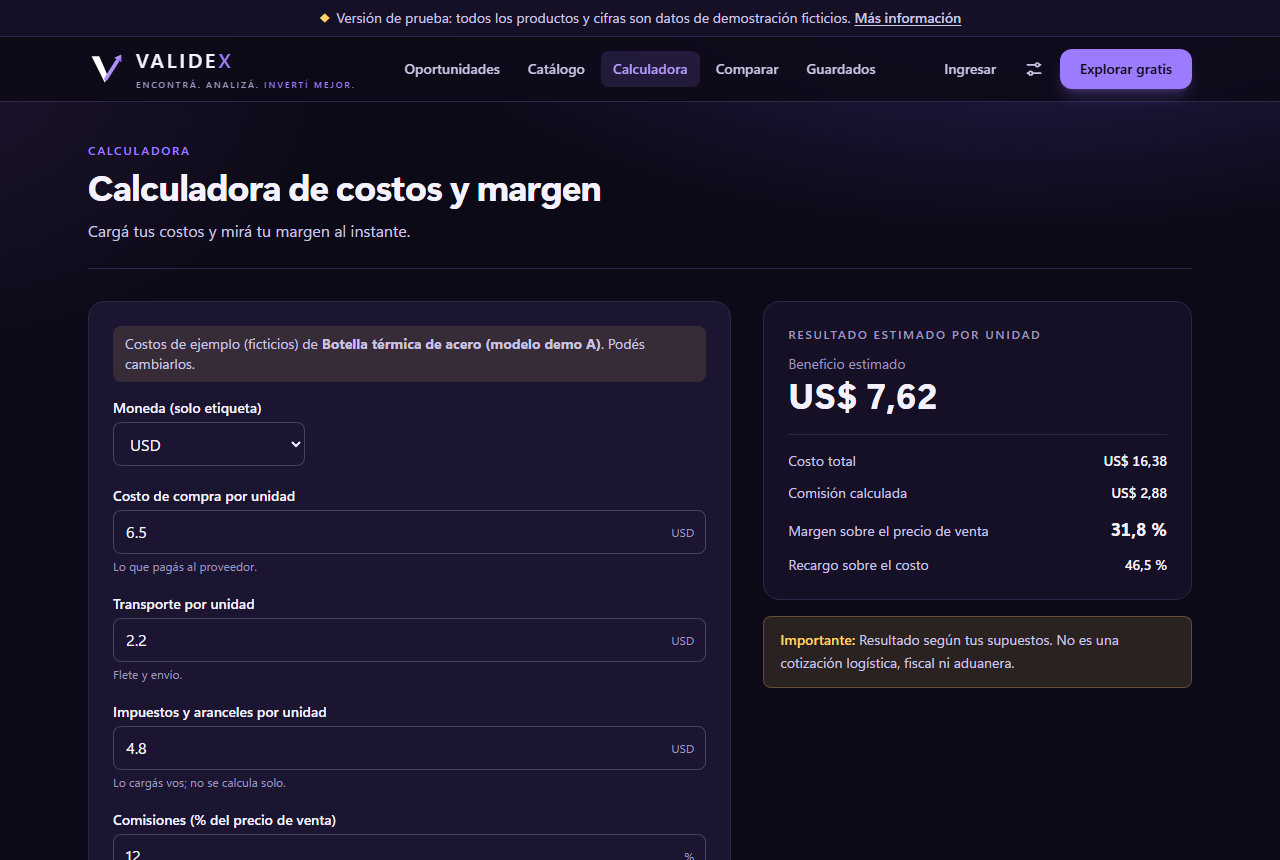 Versión de prueba: todos los productos y cifras son datos de demostración ficticios. Más información
VALIDEX
ENCONTRÁ. ANALIZÁ. INVERTÍ MEJOR.
Oportunidades
Catálogo
Calculadora
Comparar
Guardados
Ingresar
Explorar gratis
CALCULADORA
Calculadora de costos y margen
Cargá tus costos y mirá tu margen al instante.
Costos de ejemplo (ficticios) de Botella térmica de acero (modelo demo A). Podés
cambiarlos.
Moneda (solo etiqueta)
USD
Costo de compra por unidad
6.5 USD
Lo que pagás al proveedor.
Transporte por unidad
2.2 USD
Flete y envío.
Impuestos y aranceles por unidad
4.8 USD
Lo cargás vos; no se calcula solo.
Comisiones (% del precio de venta)
12 %
RESULTADO ESTIMADO POR UNIDAD
Beneficio estimado
US$ 7,62
Costo total US$ 16,38
Comisión calculada US$ 2,88
Margen sobre el precio de venta 31,8 %
Recargo sobre el costo 46,5 %
Importante: Resultado según tus supuestos. No es una
cotización logística, fiscal ni aduanera.